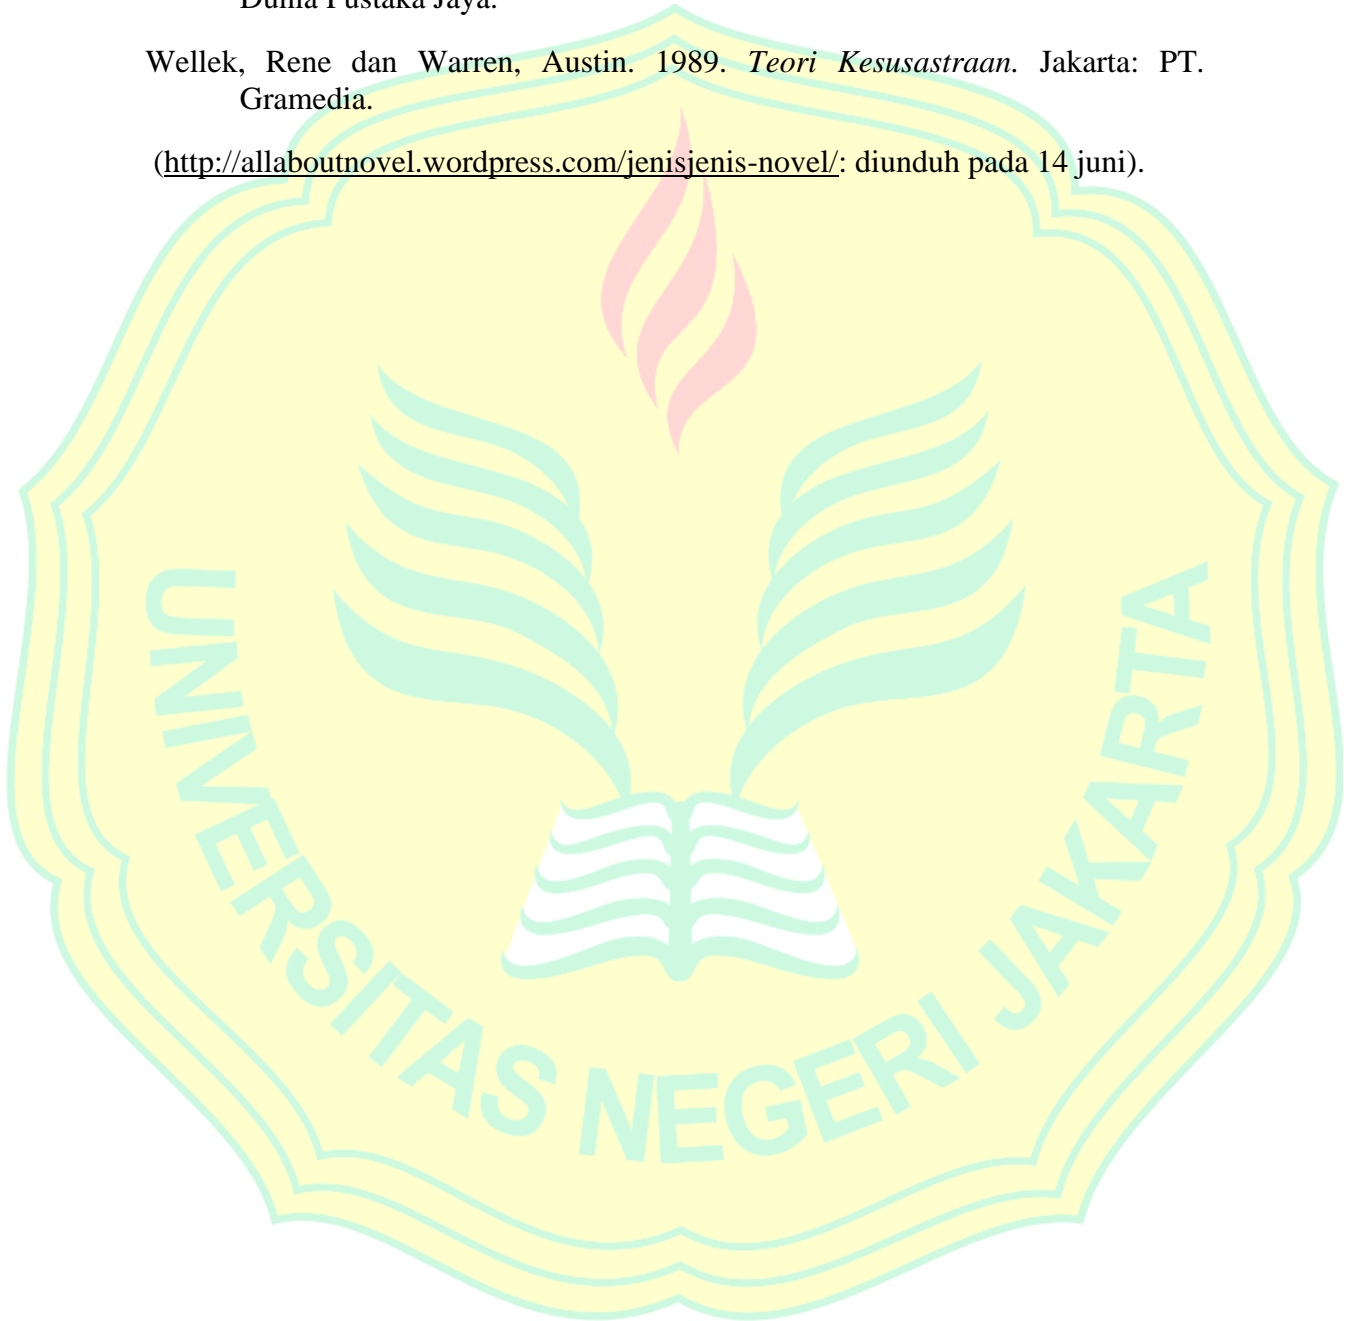 Dunia Pustaka Jaya.
Wellek, Rene dan Warren, Austin. 1989. Teori Kesusastraan. Jakarta: PT.
Gramedia.
(http://allaboutnovel.wordpress.com/jenisjenis-novel/: diunduh pada 14 juni).
UNIVERSITAS NEGERI JAKARTA